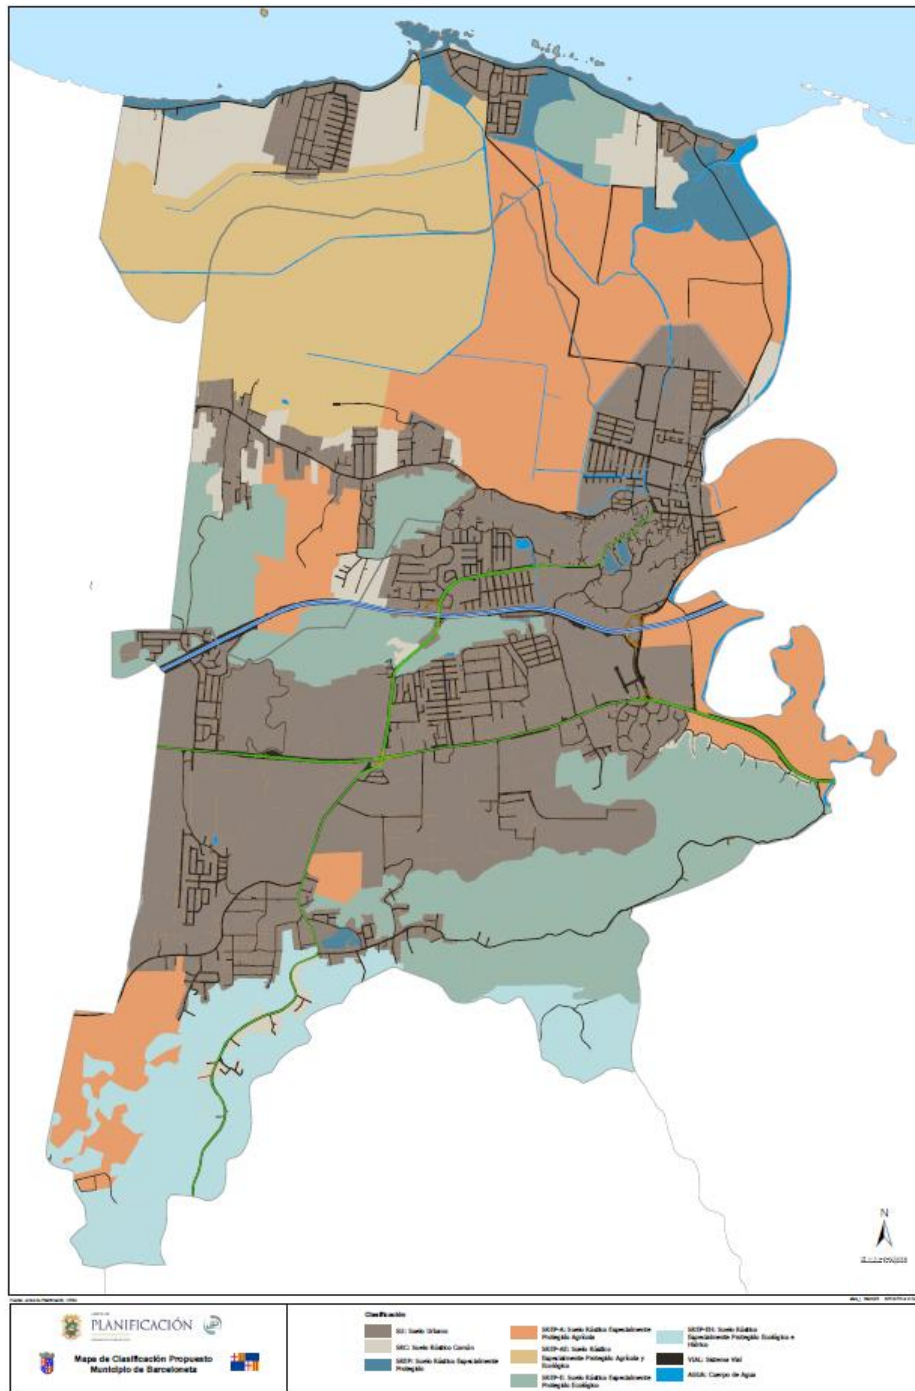 N
JUNTA DE
PLANIFICACIÓN
Mapa de Clasificación Propuesto
Municipio de Barceloneta
Clasificación
SU: Suelo Urbano
SRC: Suelo Rústico Común
SREP: Suelo Rústico Especialmente
Protegido
SREP-A: Suelo Rústico Especialmente
Protegido Agrícola
SREP-AE: Suelo Rústico
Especialmente Protegido Agrícola y
Ecológico
SREP-E: Suelo Rústico Especialmente
Protegido Ecológico
SREP-EH: Suelo Rústico
Especialmente Protegido Ecológico e
Hídrico
VIAL: Sistema Vial
AGUA: Cuerpo de Agua